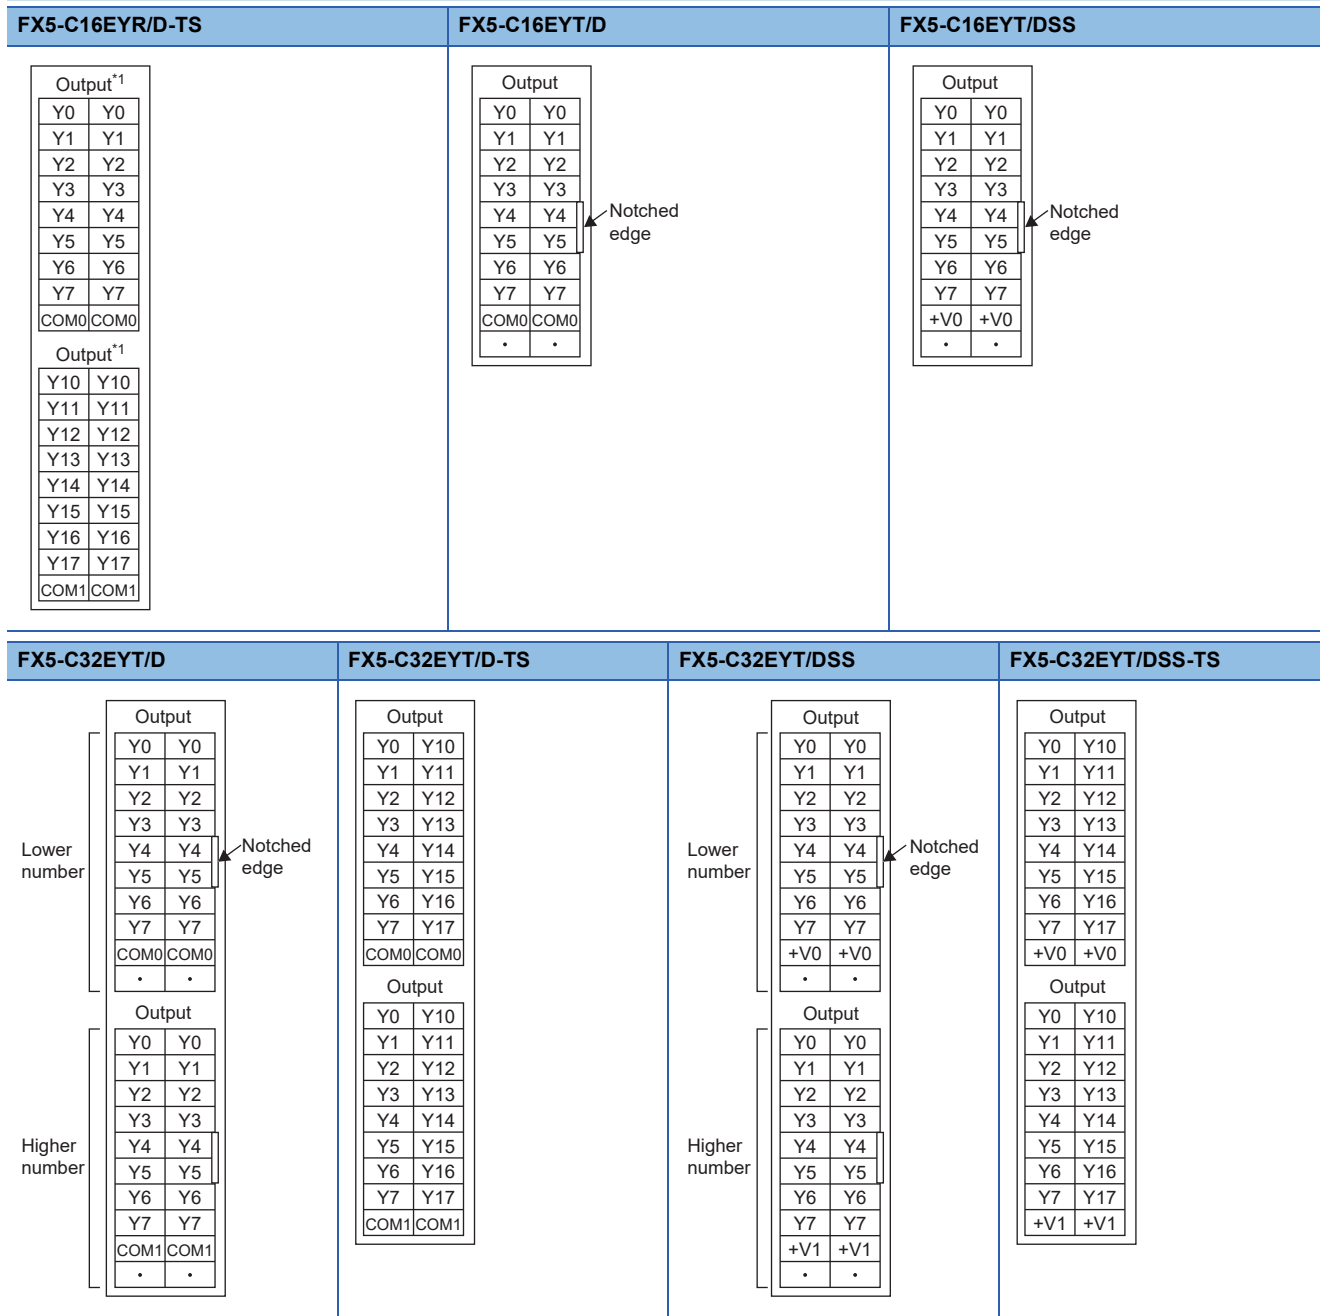 FX5-C16EYR/D-TS
Output*1
Y0 Y0
Y1 Y1
Y2 Y2
Y3 Y3
Y4 Y4
Y5 Y5
Y6 Y6
Y7 Y7
COM0 COM0
Output*1
Y10 Y10
Y11 Y11
Y12 Y12
Y13 Y13
Y14 Y14
Y15 Y15
Y16 Y16
Y17 Y17
COM1 COM1
FX5-C16EYT/D
Output
Y0 Y0
Y1 Y1
Y2 Y2
Y3 Y3
Y4 Y4
Y5 Y5
Y6 Y6
Y7 Y7
COM0 COM0
• •
Notched
edge
FX5-C16EYT/DSS
Output
Y0 Y0
Y1 Y1
Y2 Y2
Y3 Y3
Y4 Y4
Y5 Y5
Y6 Y6
Y7 Y7
+V0 +V0
• •
Notched
edge
FX5-C32EYT/D
Lower
number
Output
Y0 Y0
Y1 Y1
Y2 Y2
Y3 Y3
Y4 Y4
Y5 Y5
Y6 Y6
Y7 Y7
COM0 COM0
• •
Notched
edge
Higher
number
Output
Y0 Y0
Y1 Y1
Y2 Y2
Y3 Y3
Y4 Y4
Y5 Y5
Y6 Y6
Y7 Y7
COM1 COM1
• •
FX5-C32EYT/D-TS
Output
Y0 Y10
Y1 Y11
Y2 Y12
Y3 Y13
Y4 Y14
Y5 Y15
Y6 Y16
Y7 Y17
COM0 COM0
Output
Y0 Y10
Y1 Y11
Y2 Y12
Y3 Y13
Y4 Y14
Y5 Y15
Y6 Y16
Y7 Y17
COM1 COM1
FX5-C32EYT/DSS
Lower
number
Output
Y0 Y0
Y1 Y1
Y2 Y2
Y3 Y3
Y4 Y4
Y5 Y5
Y6 Y6
Y7 Y7
+V0 +V0
• •
Notched
edge
Higher
number
Output
Y0 Y0
Y1 Y1
Y2 Y2
Y3 Y3
Y4 Y4
Y5 Y5
Y6 Y6
Y7 Y7
+V1 +V1
• •
FX5-C32EYT/DSS-TS
Output
Y0 Y10
Y1 Y11
Y2 Y12
Y3 Y13
Y4 Y14
Y5 Y15
Y6 Y16
Y7 Y17
+V0 +V0
Output
Y0 Y10
Y1 Y11
Y2 Y12
Y3 Y13
Y4 Y14
Y5 Y15
Y6 Y16
Y7 Y17
+V1 +V1